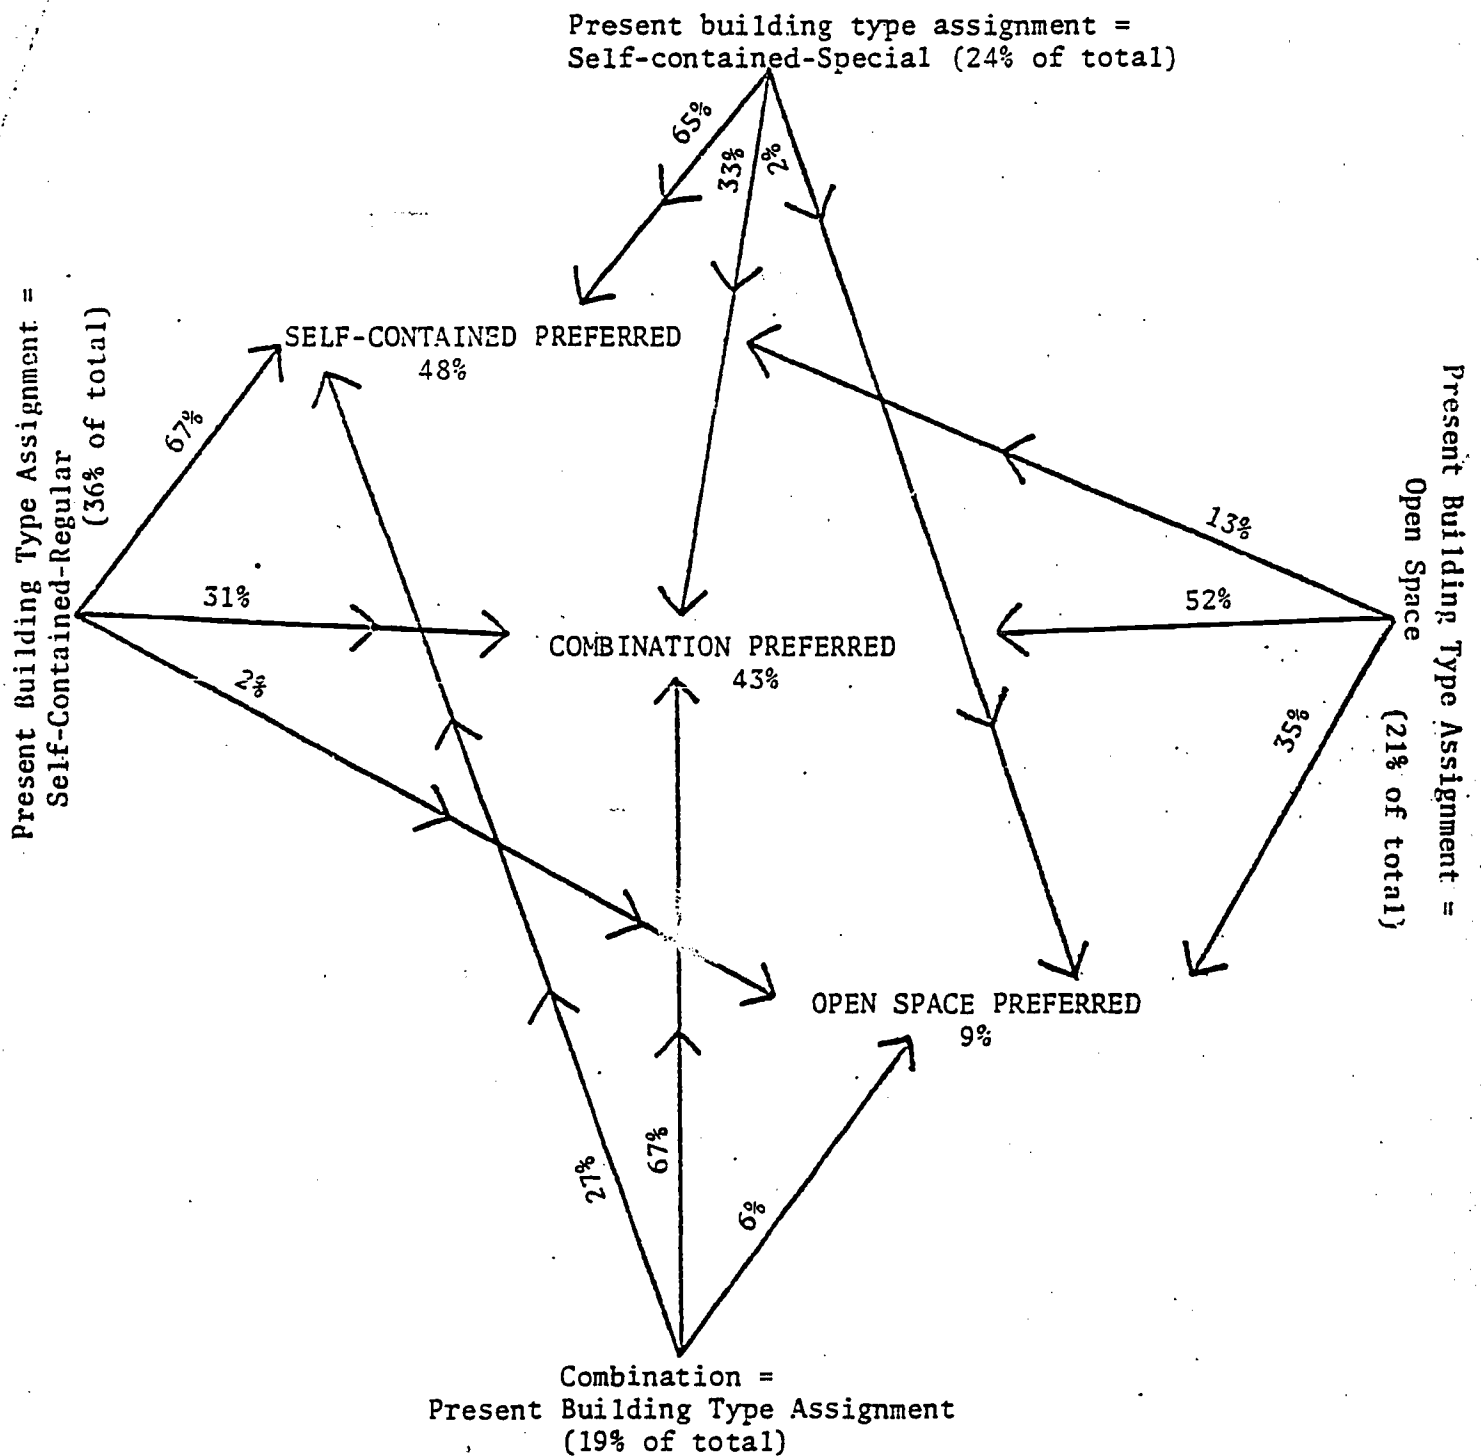 Present building type assignment =
Self-contained-Special (24% of total)
65%
33%
2%
SELF-CONTAINED PREFERRED
48%
Present Building Type Assignment =
Self-Contained-Regular
(36% of total)
67%
31%
2%
13%
52%
35%
Present Building Type Assignment =
Open Space
(21% of total)
COMBINATION PREFERRED
43%
OPEN SPACE PREFERRED
9%
27%
67%
6%
Combination =
Present Building Type Assignment
(19% of total)